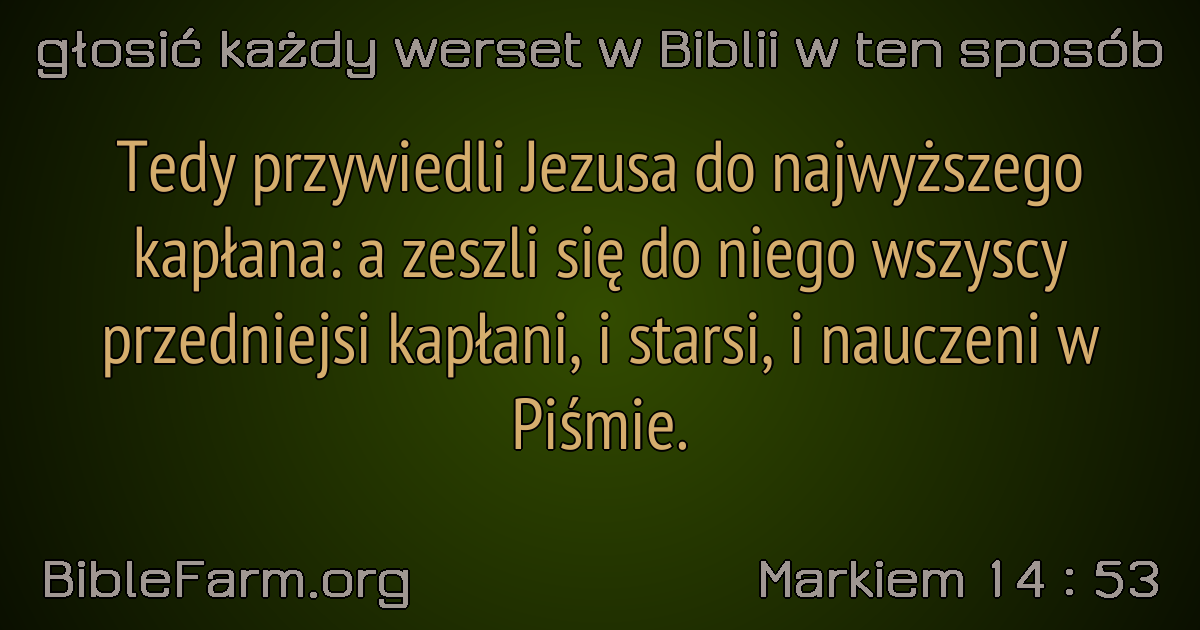 głosić każdy werset w Biblii w ten sposób
Tedy przywiedli Jezusa do najwyższego
kapłana: a zeszli się do niego wszyscy
przedniejsi kapłani, i starsi, i nauczeni w
Piśmie.
BibleFarm.org
Markiem 14 : 53